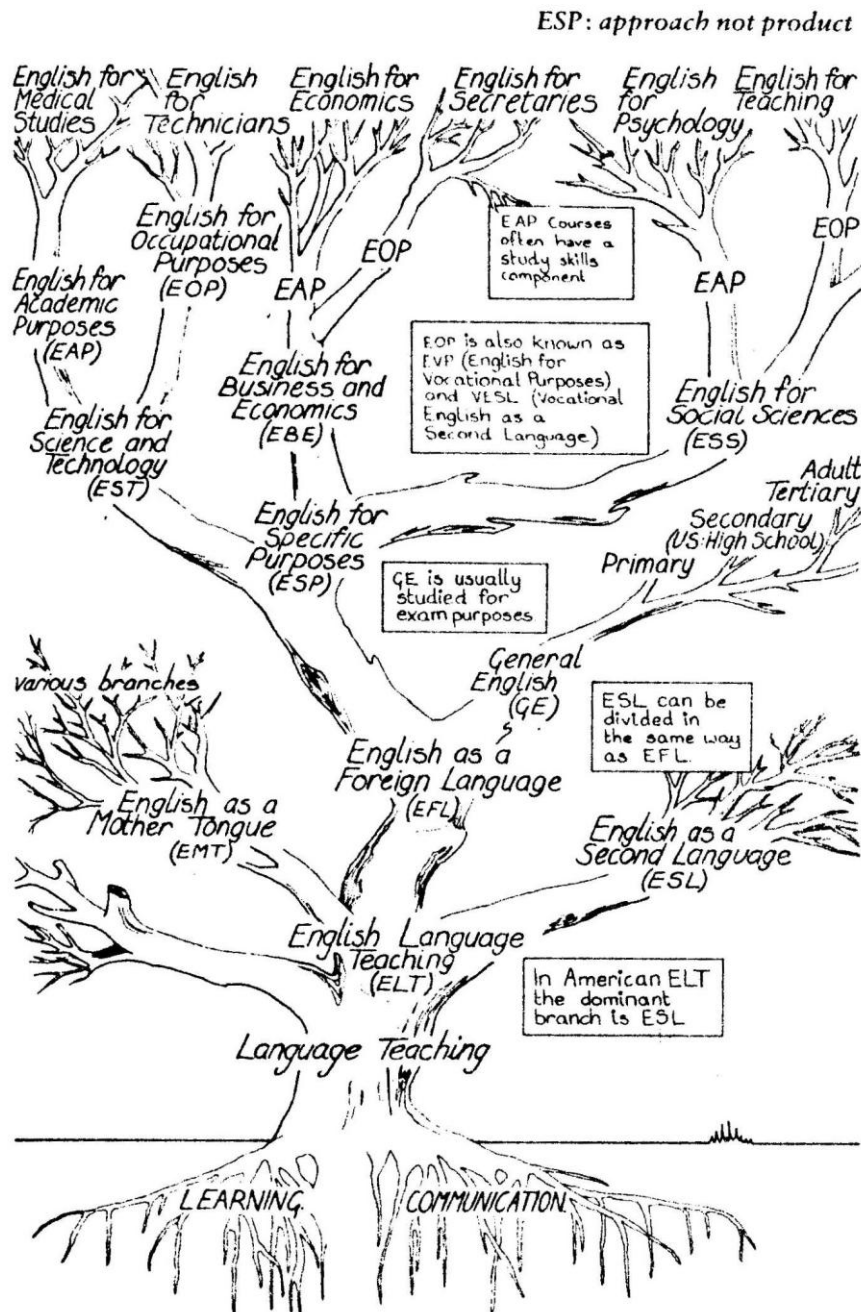 ESP: approach not product
English for
Medical
Studies
English
for
Technicians
English for
Economics
English for
Secretaries
English
for
Psychology
English for
Teaching
English for
Occupational
Purposes
(EOP)
English for
Academic
Purposes
(EAP)
EAP
EOP
EAP Courses
often have a
study skills
component
EAP
EOP
English for
Business and
Economics
(EBE)
EOP is also known as
EVP (English for
Vocational Purposes)
and VESL (Vocational
English as a
Second Language)
English for
Social Sciences
(ESS)
English for
Science and
Technology
(EST)
English for
Specific
Purposes
(ESP)
Adult
Tertiary
Secondary
(US:High School)
Primary
GE is usually
studied for
exam purposes
General
English
(GE)
various branches
ESL can be
divided in
the same way
as EFL.
English as a
Foreign Language
(EFL)
English as a
Mother Tongue
(EMT)
English as a
Second Language
(ESL)
English Language
Teaching
(ELT)
In American ELT
the dominant
branch is ESL
Language Teaching
LEARNING
COMMUNICATION